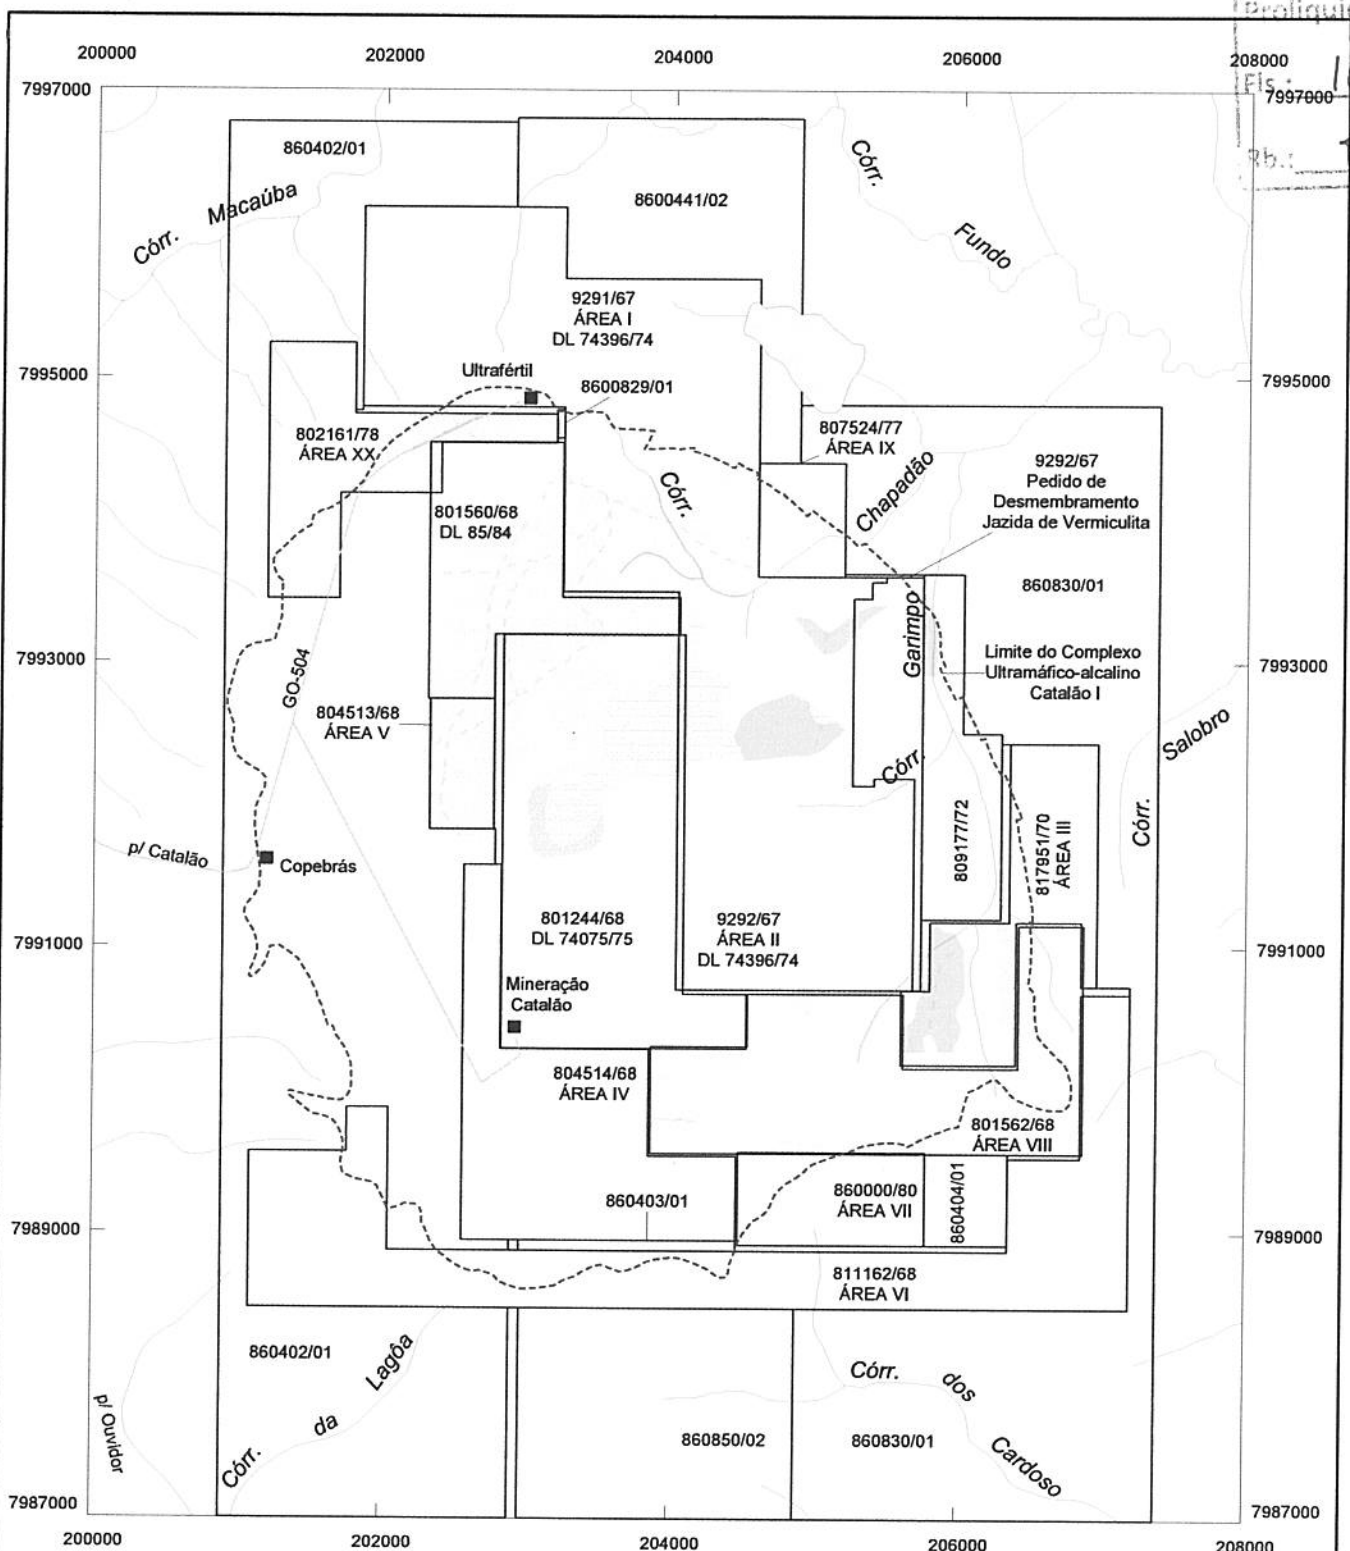 Proliqui
Fls.:
Rb.:
200000 202000 204000 206000 208000
7997000 7997000
860402/01
8600441/02
Córr. Macaúba
Córr. Fundo
9291/67
ÁREA I
DL 74396/74
7995000 7995000
Ultrafértil
8600829/01
802161/78
ÁREA XX
807524/77
ÁREA IX
Córr. Chapadão
9292/67
Pedido de
Desmembramento
Jazida de Vermiculita
801560/68
DL 85/84
860830/01
Córr. Garimpo
7993000 7993000
GO-504
Limite do Complexo
Ultramáfico-alcalino
Catalão I
804513/68
ÁREA V
Córr. Salobro
809177/72
817951/70
ÁREA III
p/ Catalão
Copebrás
801244/68
DL 74075/75
9292/67
ÁREA II
DL 74396/74
7991000 7991000
Mineração
Catalão
804514/68
ÁREA IV
801562/68
ÁREA VIII
860403/01
860000/80
ÁREA VII
860404/01
7989000 7989000
811162/68
ÁREA VI
860402/01
Córr. da Lagôa
Córr. dos Cardoso
p/ Ouvidor
860850/02
860830/01
7987000 7987000
200000 202000 204000 206000 208000